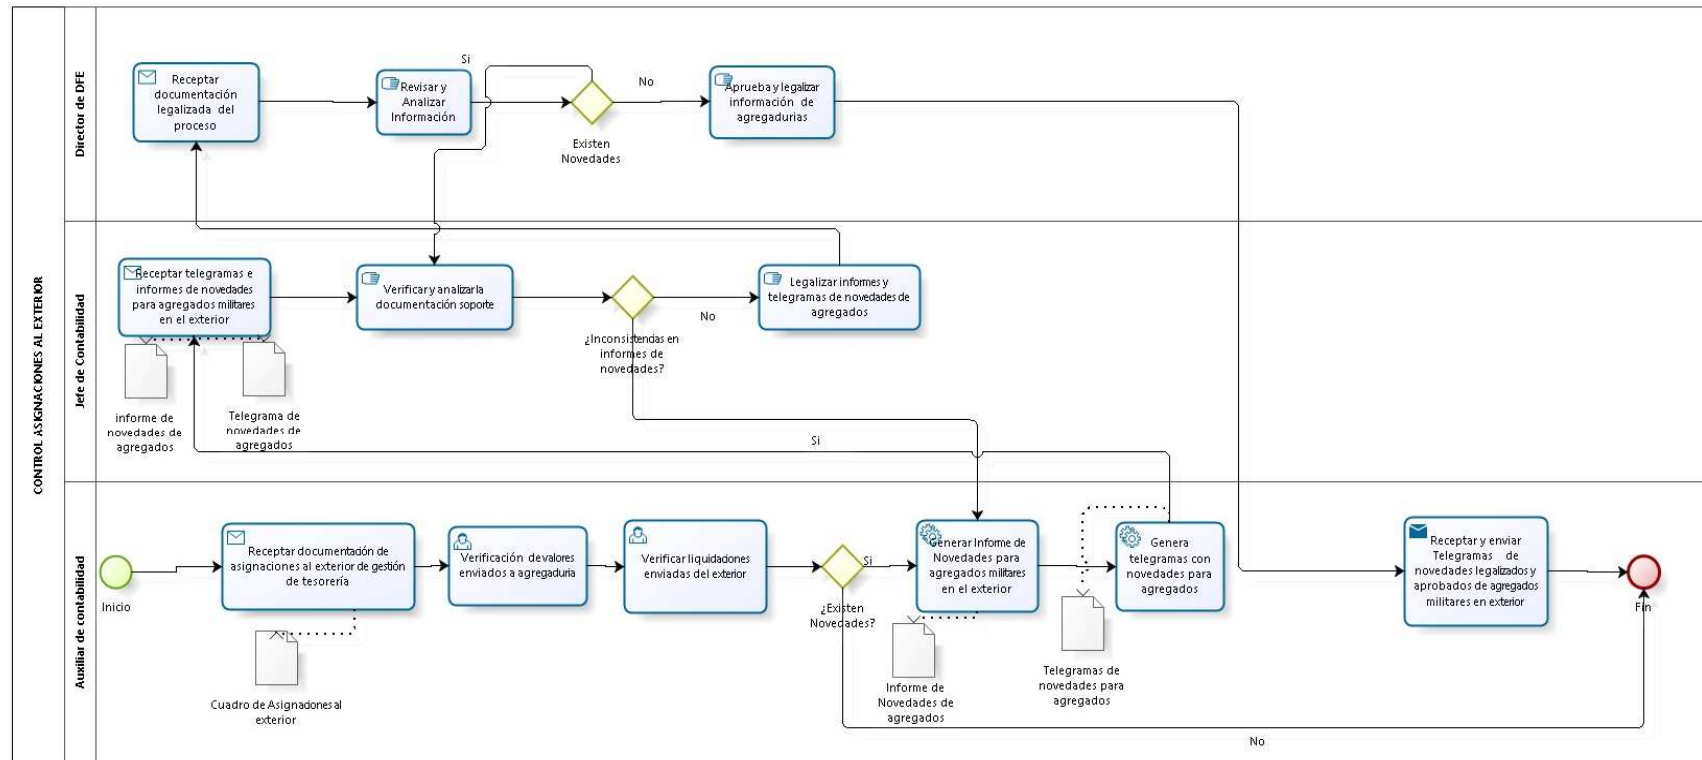 CONTROL ASIGNACIONES AL EXTERIOR
Director de DFE
Receptar
documentación
legalizada del
proceso
Revisar y
Analizar
Información
Si
Existen
Novedades
No
Aprueba y legalizar
información de
agregadurias
Jefe de Contabilidad
Receptar telegramas e
informes de novedades
para agregados militares
en el exterior
informe de
novedades de
agregados
Telegrama de
novedades de
agregados
Verificar y analizar la
documentación soporte
¿Inconsistencias en
informes de
novedades?
No
Legalizar informes y
telegramas de novedades de
agregados
Si
Auxiliar de contabilidad
Inicio
Receptar documentación de
asignaciones al exterior de gestión
de tesorería
Cuadro de Asignaciones al
exterior
Verificación de valores
enviados a agregaduria
Verificar liquidaciones
enviadas del exterior
¿Existen
Novedades?
Si
Generar Informe de
Novedades para
agregados militares
en el exterior
Informe de
Novedades de
agregados
Genera
telegramas con
novedades para
agregados
Telegramas de
novedades para
agregados
Receptar y enviar
Telegramas de
novedades legalizados y
aprobados de agregados
militares en exterior
Fin
No